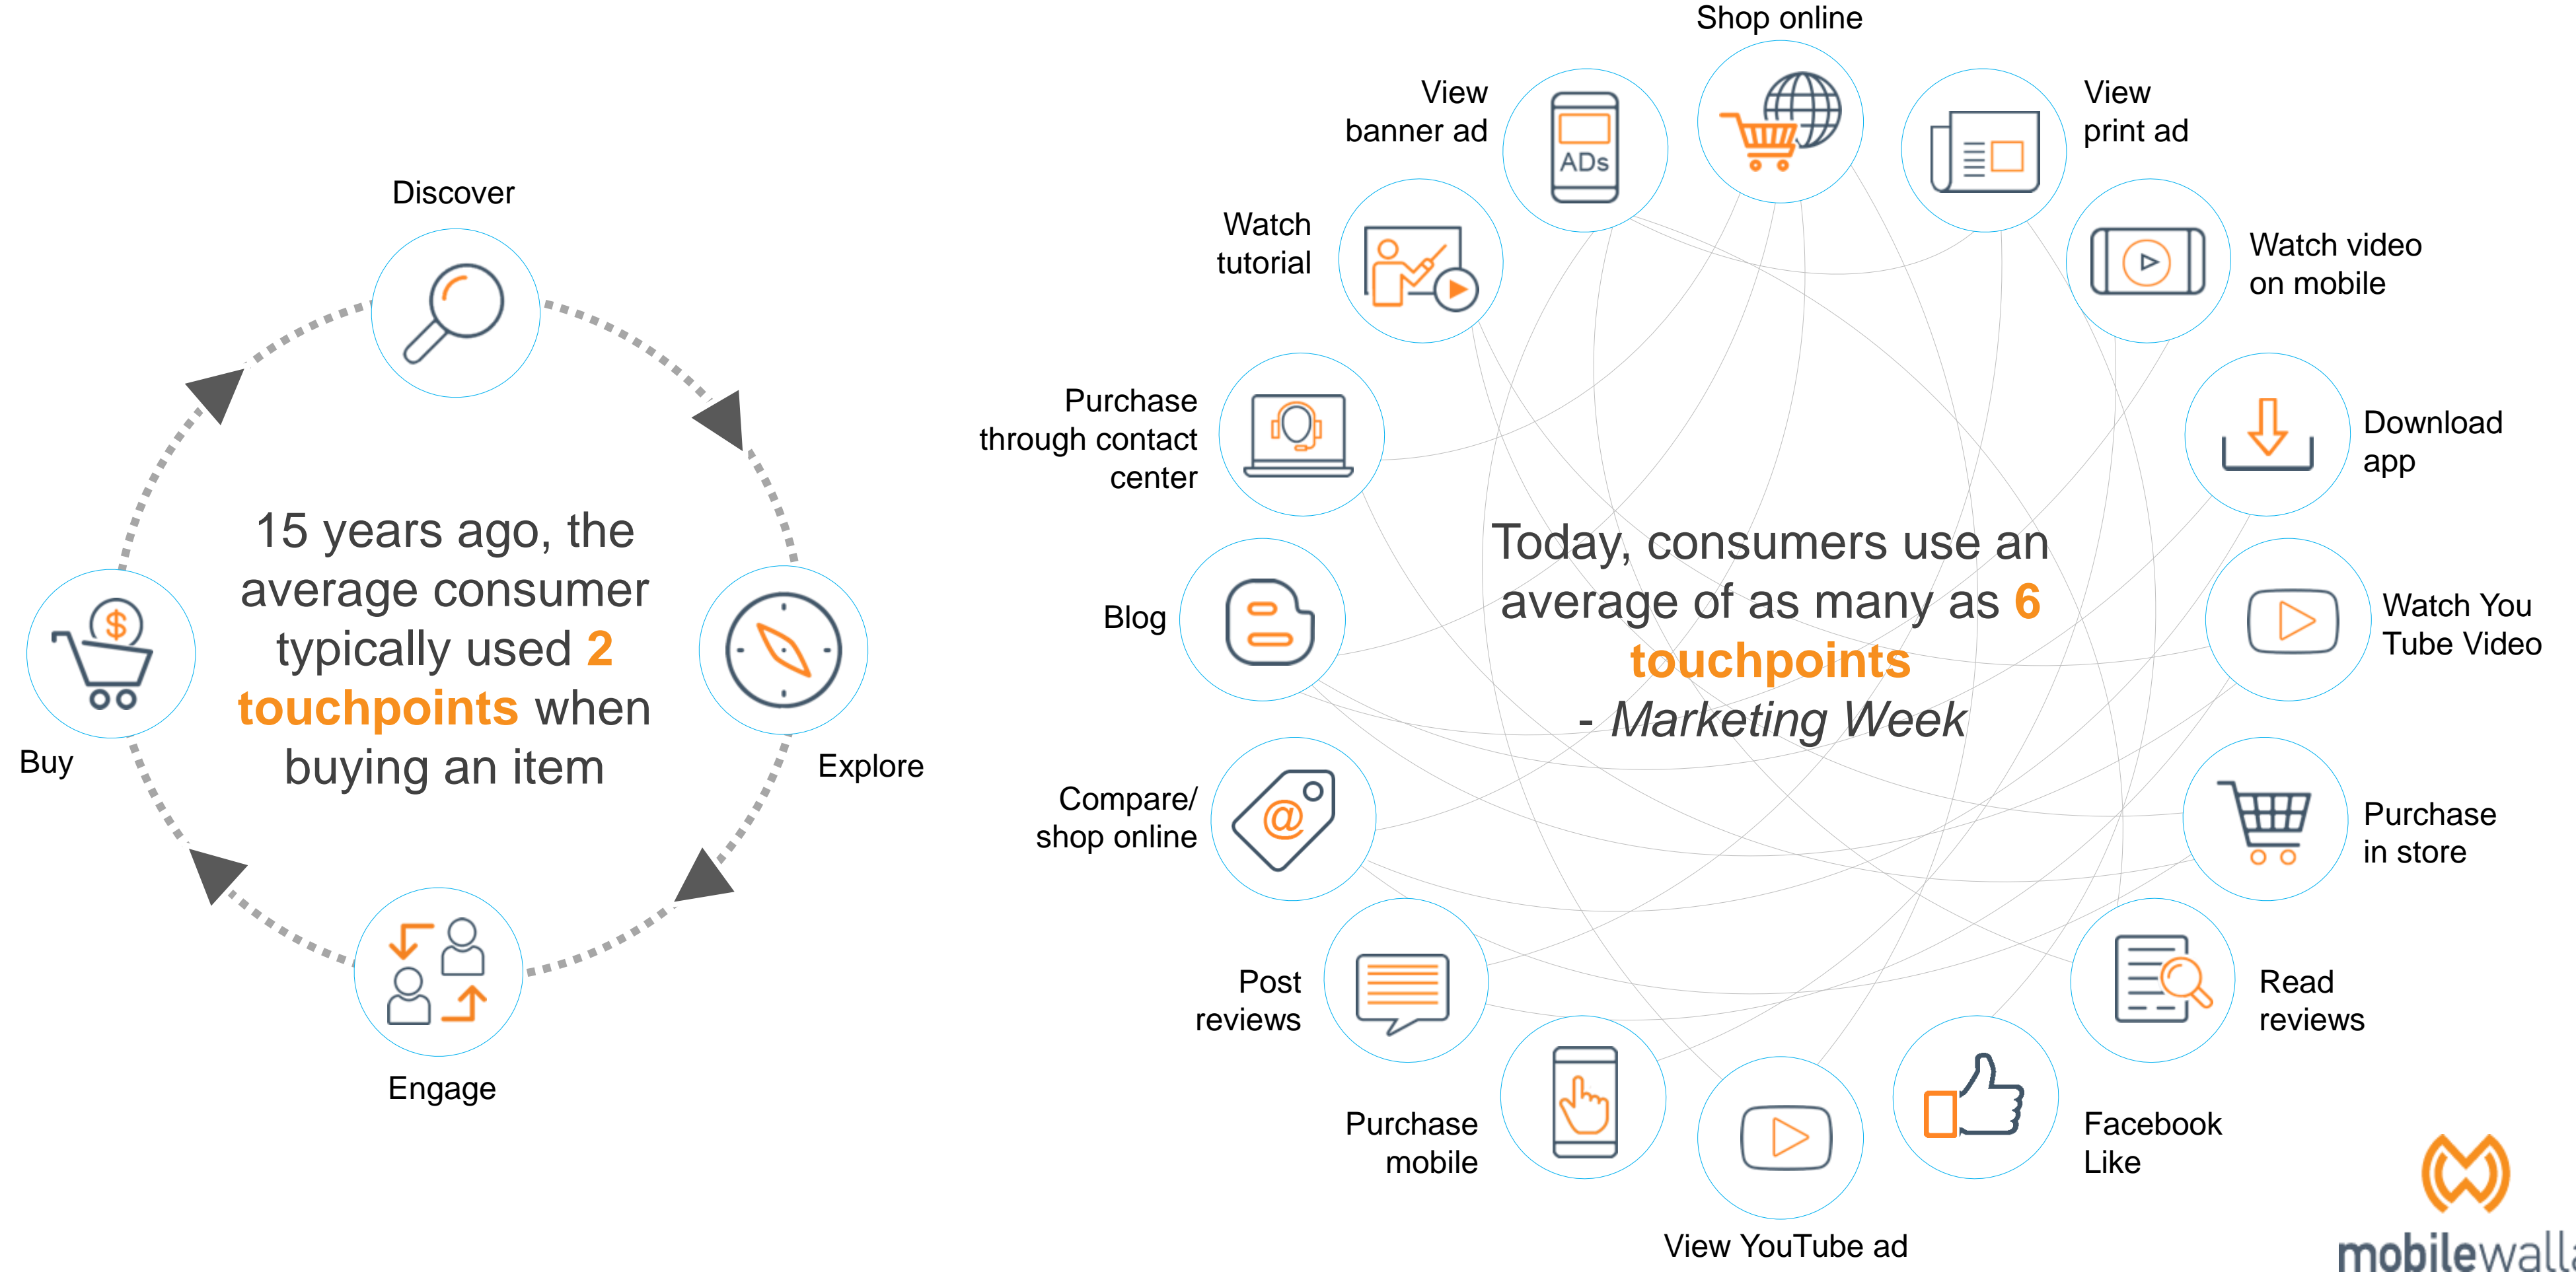 Discover
15 years ago, the
average consumer
typically used 2
touchpoints when
buying an item
$
Buy
Explore
Engage
Shop online
View
banner ad
ADs
View
print ad
Watch
tutorial
Watch video
on mobile
Purchase
through contact
center
Download
app
Today, consumers use an
average of as many as 6
touchpoints
- Marketing Week
Blog
Watch You
Tube Video
Compare/
shop online
@
Purchase
in store
Post
reviews
Read
reviews
Purchase
mobile
Facebook
Like
View YouTube ad
mobilewalla